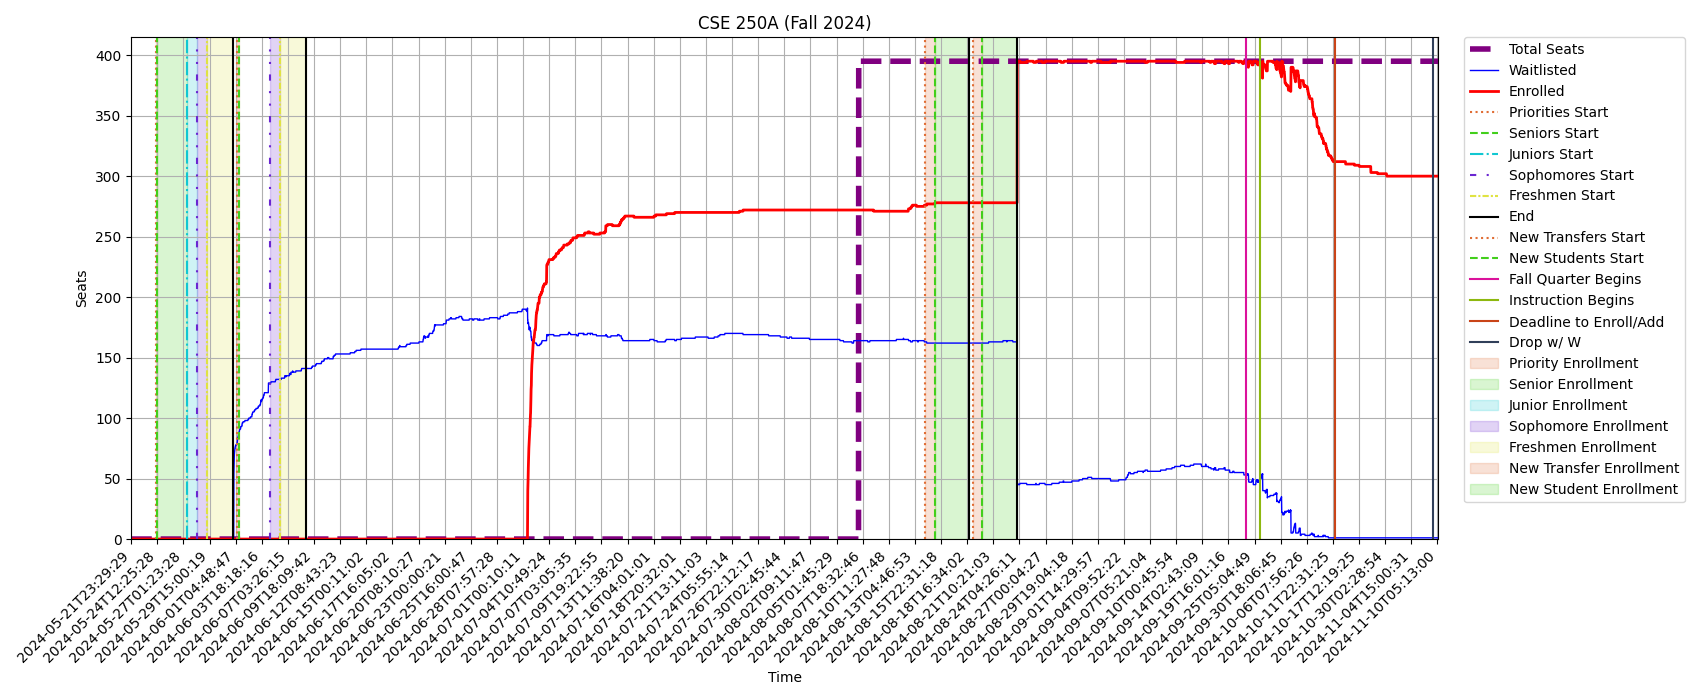 CSE 250A (Fall 2024)
Seats
400
350
300
250
200
150
100
50
0
2024-05-21T23:29:29
2024-05-24T12:25:28
2024-05-27T01:23:28
2024-05-29T15:00:19
2024-06-01T04:48:47
2024-06-03T18:18:16
2024-06-07T03:26:15
2024-06-09T18:09:42
2024-06-12T08:43:23
2024-06-15T00:11:02
2024-06-17T16:05:02
2024-06-20T08:10:27
2024-06-23T00:00:21
2024-06-25T16:00:47
2024-06-28T07:57:28
2024-07-01T00:10:11
2024-07-04T10:49:24
2024-07-07T03:05:35
2024-07-09T19:22:55
2024-07-13T11:38:20
2024-07-16T04:01:01
2024-07-18T20:32:01
2024-07-21T13:11:03
2024-07-24T05:55:14
2024-07-26T22:12:17
2024-07-30T02:45:44
2024-08-02T09:11:47
2024-08-05T01:45:29
2024-08-07T18:32:46
2024-08-10T11:27:48
2024-08-13T04:46:53
2024-08-15T22:31:18
2024-08-18T16:34:02
2024-08-21T10:21:03
2024-08-24T04:26:11
2024-08-27T00:04:27
2024-08-29T19:04:18
2024-09-01T14:29:57
2024-09-04T09:52:22
2024-09-07T05:21:04
2024-09-10T00:45:54
2024-09-14T02:43:09
2024-09-19T16:01:16
2024-09-25T05:04:49
2024-09-30T18:06:45
2024-10-06T07:56:26
2024-10-11T22:31:25
2024-10-17T12:19:25
2024-10-30T02:28:54
2024-11-04T15:00:31
2024-11-10T05:13:00
Time
Total Seats
Waitlisted
Enrolled
Priorities Start
Seniors Start
Juniors Start
Sophomores Start
Freshmen Start
End
New Transfers Start
New Students Start
Fall Quarter Begins
Instruction Begins
Deadline to Enroll/Add
Drop w/ W
Priority Enrollment
Senior Enrollment
Junior Enrollment
Sophomore Enrollment
Freshmen Enrollment
New Transfer Enrollment
New Student Enrollment